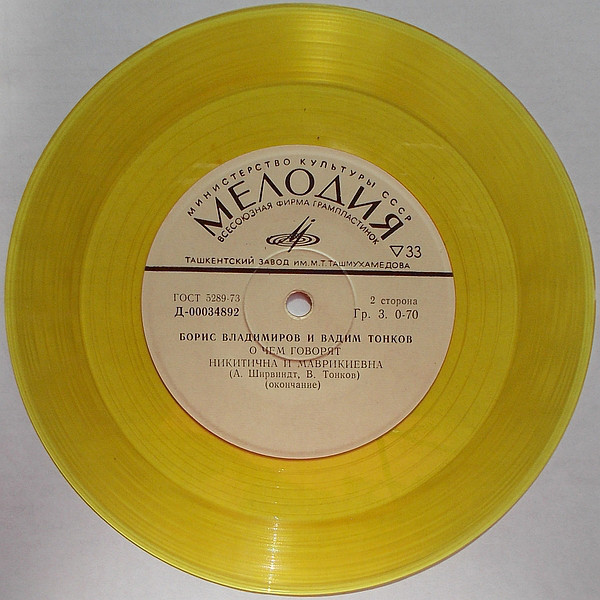 МИНИСТЕРСТВО КУЛЬТУРЫ СССР
МЕЛОДИЯ
ВСЕСОЮЗНАЯ ФИРМА ГРАМПЛАСТИНОК
▽33
ТАШКЕНТСКИЙ ЗАВОД ИМ.М.Т.ТАШМУХАМЕДОВА
ГОСТ 5289-73
2 сторона
Д-00034892
Гр. 3. 0-70
БОРИС ВЛАДИМИРОВ И ВАДИМ ТОНКОВ
О ЧЕМ ГОВОРЯТ
НИКИТИЧНА И МАВРИКИЕВНА
(А. Ширвиндт, В. Тонков)
(окончание)